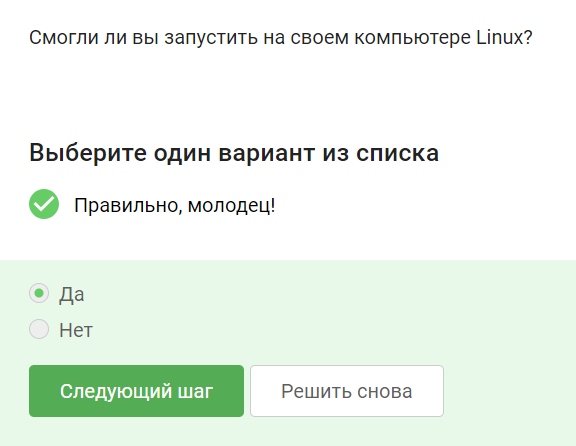 Смогли ли вы запустить на своем компьютере Linux?
Выберите один вариант из списка
Правильно, молодец!
Да
Нет
Следующий шаг
Решить снова